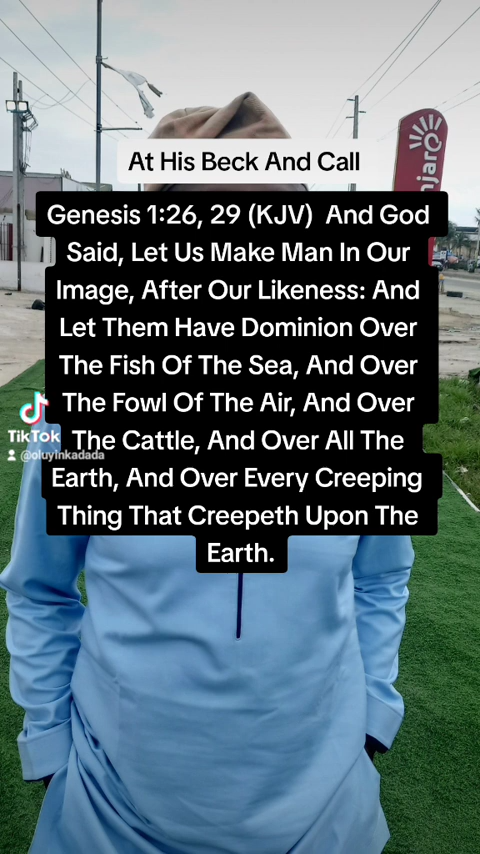 At His Beck And Call
njaro
Genesis 1:26, 29 (KJV)  And God
Said, Let Us Make Man In Our
Image, After Our Likeness: And
Let Them Have Dominion Over
The Fish Of The Sea, And Over
The Fowl Of The Air, And Over
The Cattle, And Over All The
Earth, And Over Every Creeping
Thing That Creepeth Upon The
Earth.
TikTok
@oluyinkadada